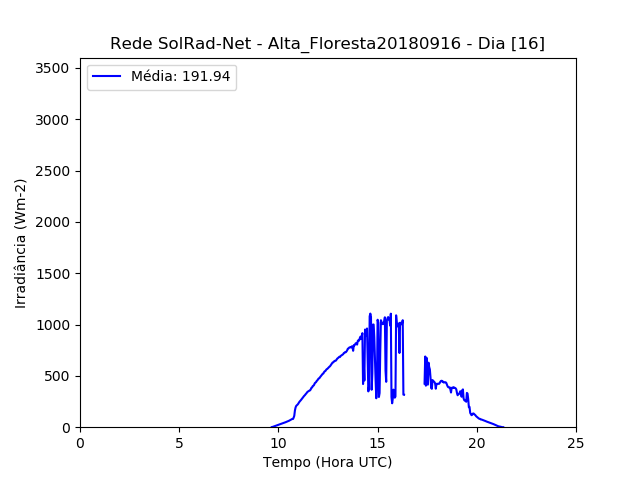 Rede SolRad-Net - Alta_Floresta20180916 - Dia [16]
Média: 191.94
3500
3000
2500
2000
1500
1000
500
0
Irradiância (Wm-2)
0 5 10 15 20 25
Tempo (Hora UTC)